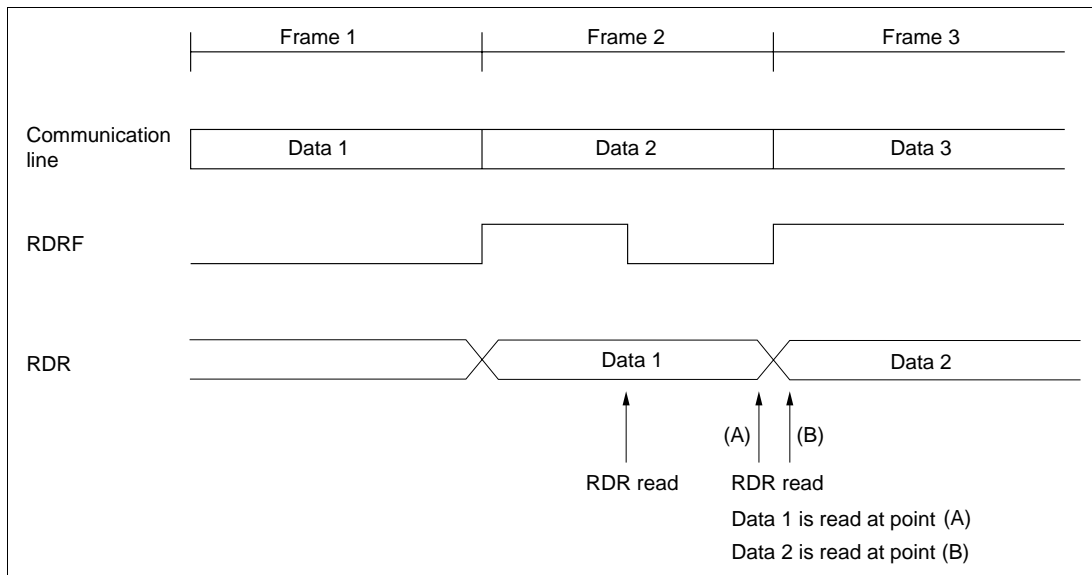 Frame 1 Frame 2 Frame 3
Communication
line
Data 1 Data 2 Data 3
RDRF
RDR
Data 1 Data 2
(A) (B)
RDR read RDR read
Data 1 is read at point (A)
Data 2 is read at point (B)